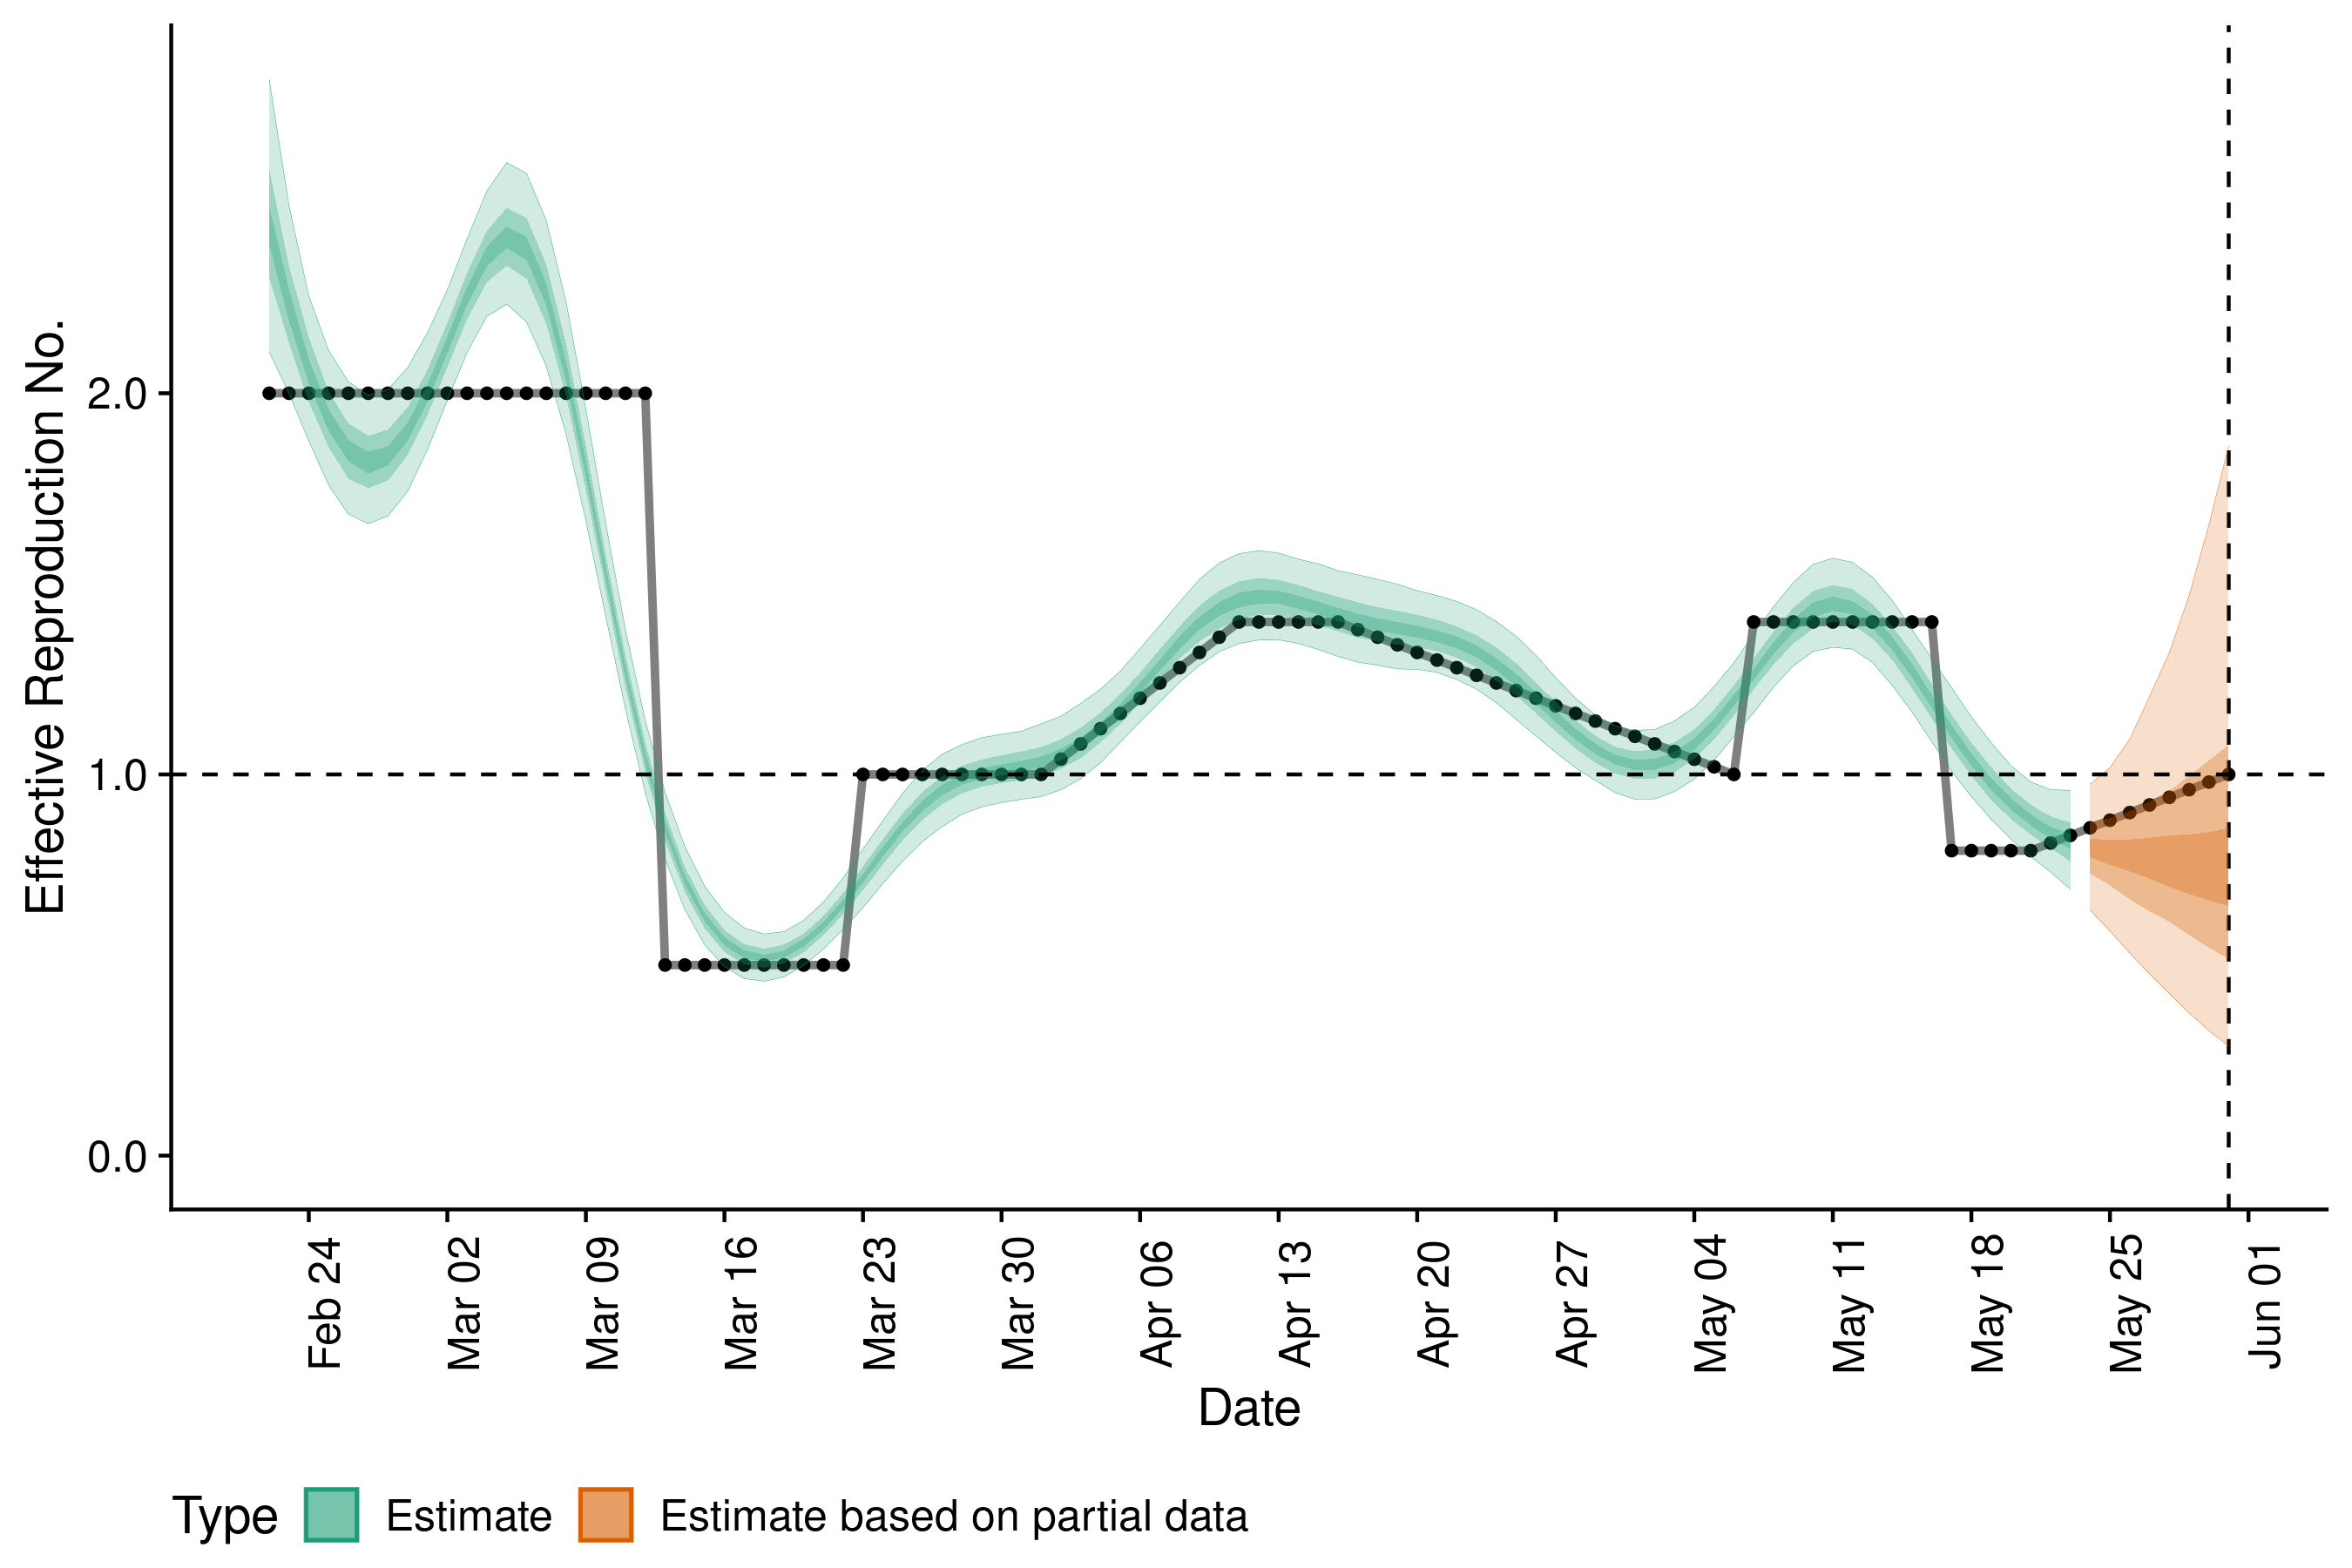 Effective Reproduction No.
2.0
1.0
0.0
Feb 24
Mar 02
Mar 09
Mar 16
Mar 23
Mar 30
Apr 06
Apr 13
Apr 20
Apr 27
May 04
May 11
May 18
May 25
Jun 01
Date
Type Estimate Estimate based on partial data